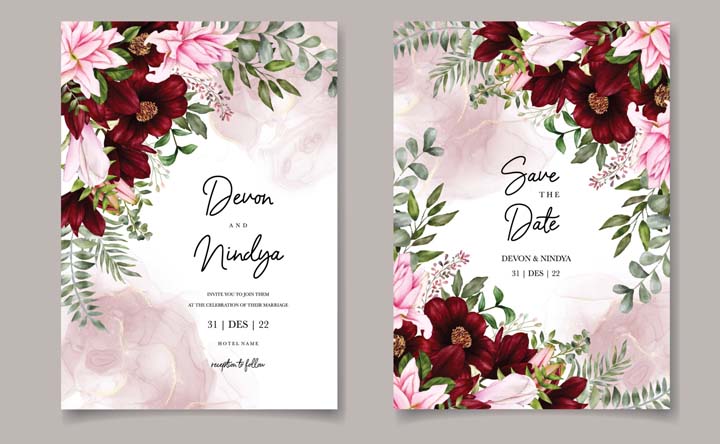 Devon
AND
Nindya
INVITE YOU TO JOIN THEM
AT THE CELEBRATION OF THEIR MARRIAGE
31 | DES | 22
HOTEL NAME
reception to follow
Save
THE
Date
DEVON & NINDYA
31 | DES | 22